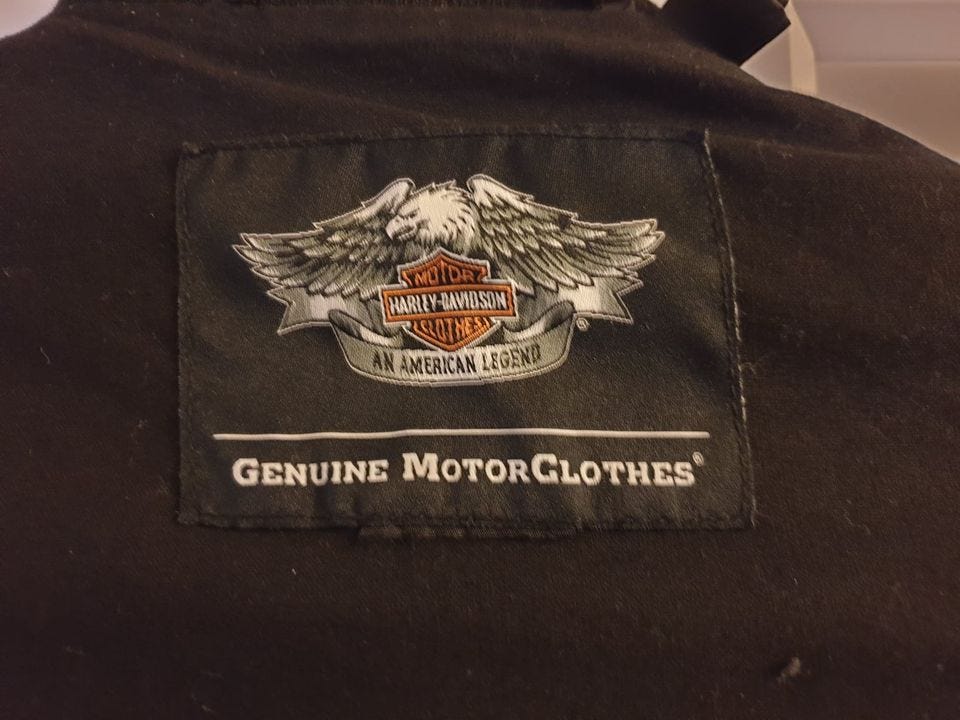 MOTOR
HARLEY-DAVIDSON
CLOTHES
®
AN AMERICAN LEGEND
GENUINE MOTORCLOTHES®